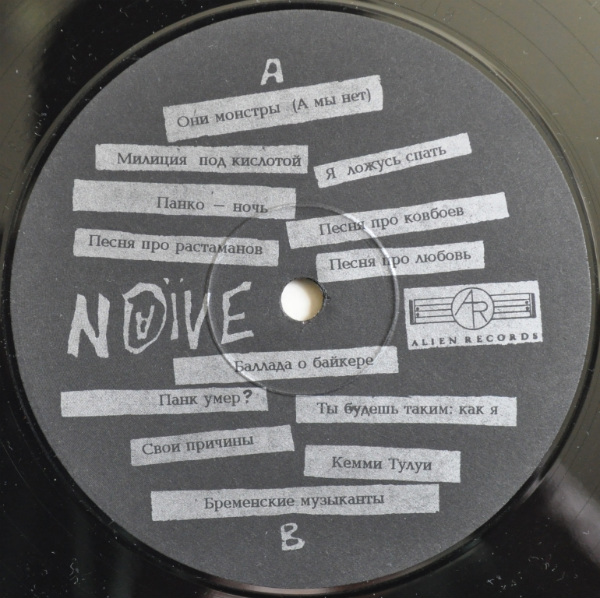 A
Они монстры (А мы нет)
Милиция под кислотой
Я ложусь спать
Панко – ночь
Песня про ковбоев
Песня про растаманов
Песня про любовь
NAÏVE
AR
ALIEN RECORDS
Баллада о байкере
Панк умер?
Ты будешь таким: как я
Свои причины
Кемми Тулуи
Бременские музыканты
B